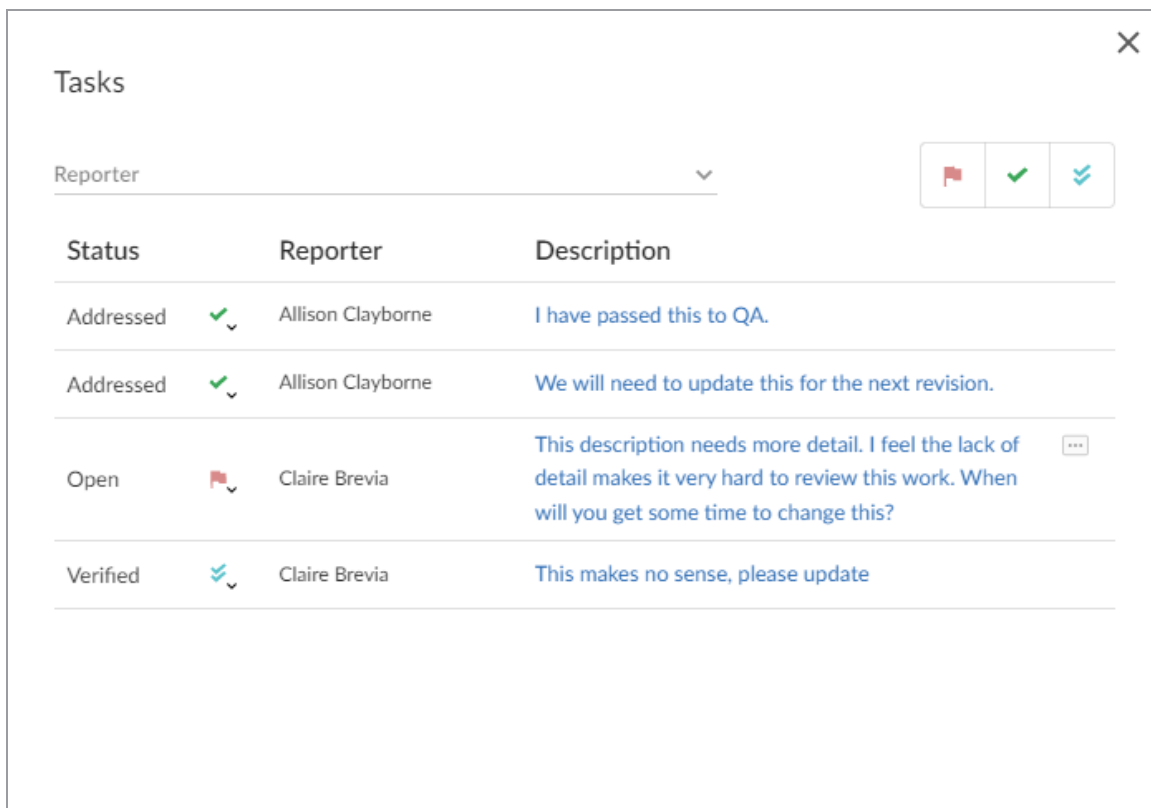 Tasks
Reporter
Status Reporter Description
Addressed Allison Clayborne I have passed this to QA.
Addressed Allison Clayborne We will need to update this for the next revision.
This description needs more detail. I feel the lack of
Open Claire Brevia detail makes it very hard to review this work. When
will you get some time to change this?
Verified Claire Brevia This makes no sense, please update